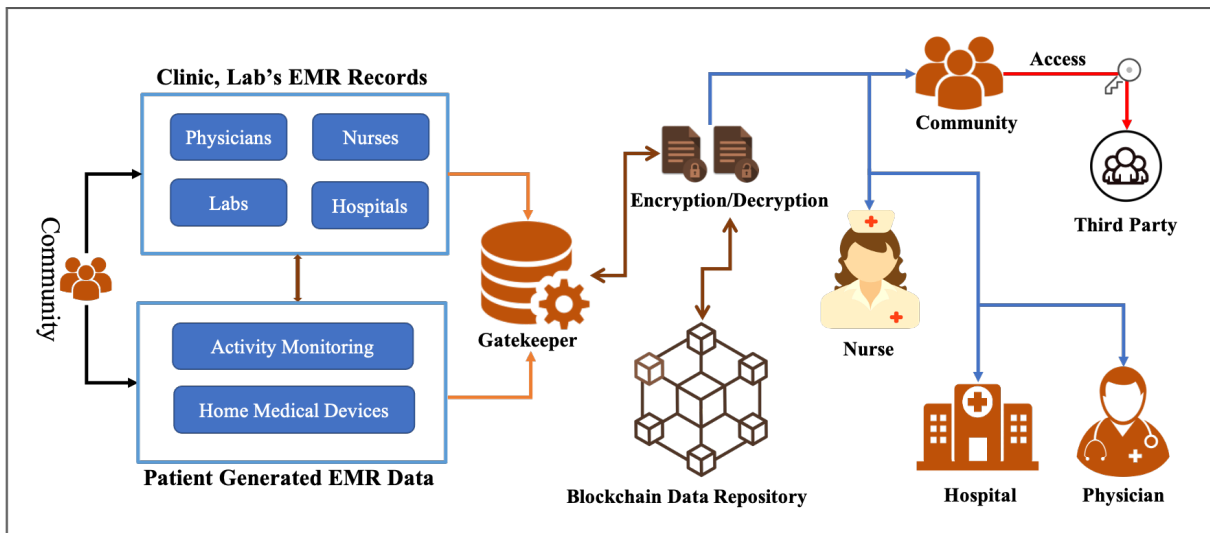 Clinic, Lab's EMR Records
Physicians
Nurses
Labs
Hospitals
Community
Activity Monitoring
Home Medical Devices
Patient Generated EMR Data
Gatekeeper
Encryption/Decryption
Blockchain Data Repository
Community
Access
Third Party
Nurse
Hospital
Physician